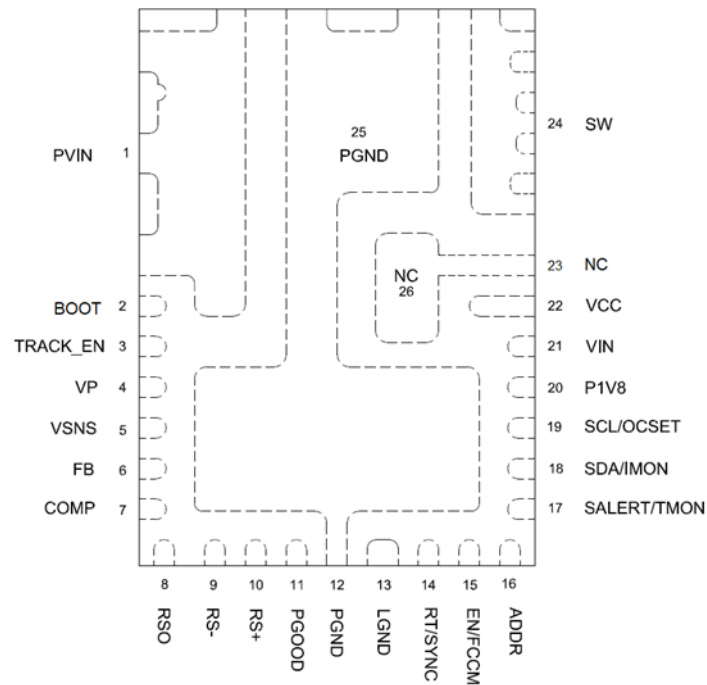 25
PGND
24 SW
PVIN 1
23 NC
NC
26
BOOT 2
22 VCC
TRACK_EN 3
21 VIN
VP 4
20 P1V8
VSNS 5
19 SCL/OCSET
FB 6
18 SDA/IMON
COMP 7
17 SALERT/TMON
8 9 10 11 12 13 14 15 16
RSO
RS-
RS+
PGOOD
PGND
LGND
RT/SYNC
EN/FCCM
ADDR